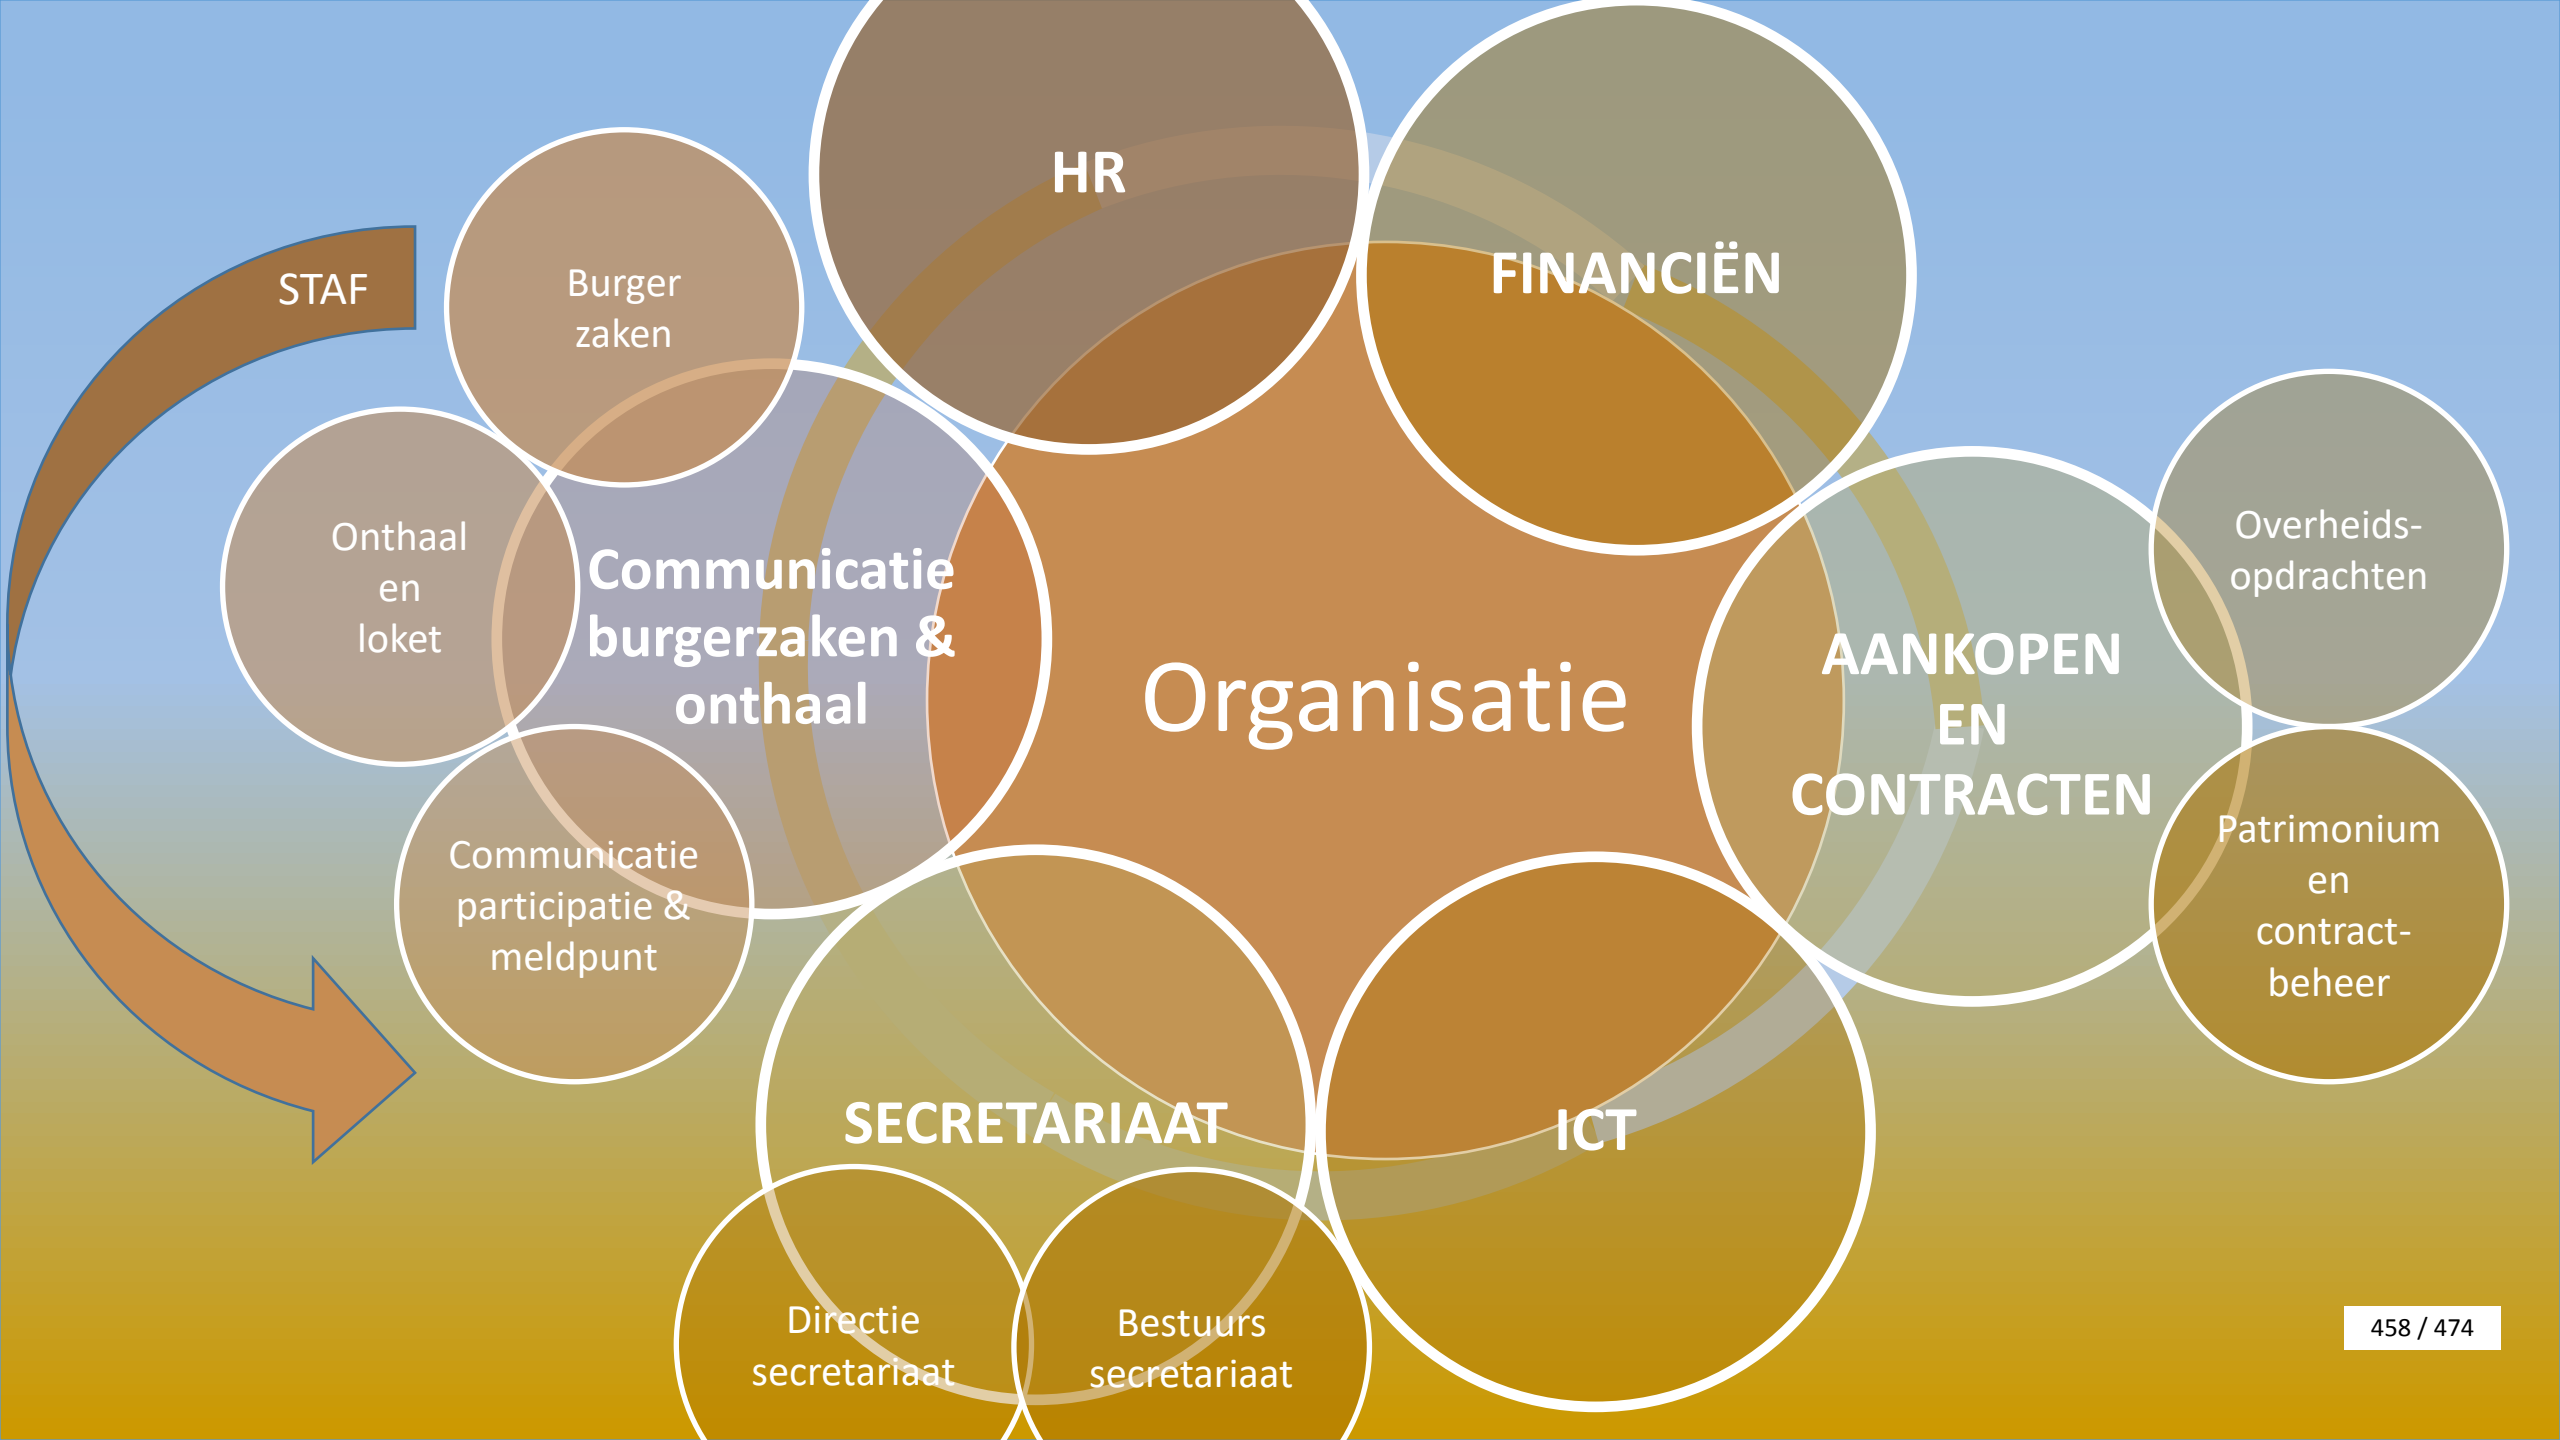 HR
FINANCIËN
STAF
Burger
zaken
Onthaal
en
loket
Communicatie
burgerzaken &
onthaal
Communicatie
participatie &
meldpunt
Organisatie
AANKOPEN
EN
CONTRACTEN
Overheids-
opdrachten
Patrimonium
en
contract-
beheer
SECRETARIAAT
ICT
Directie
secretariaat
Bestuurs
secretariaat
458 / 474